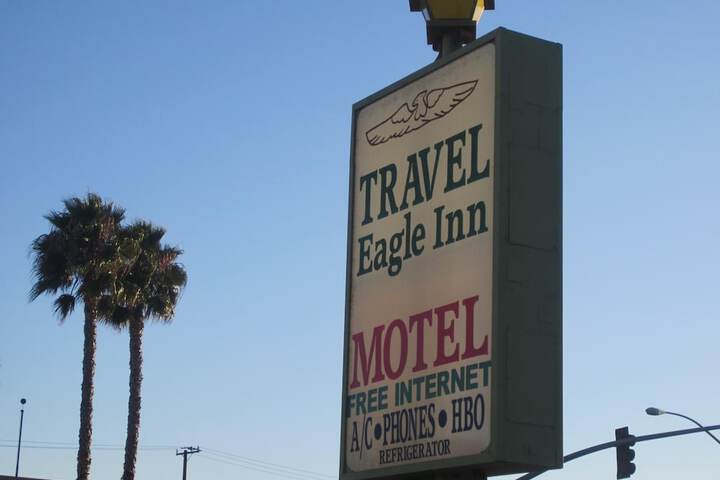 TRAVEL
Eagle Inn
MOTEL
FREE INTERNET
A/C•PHONES•HBO
REFRIGERATOR